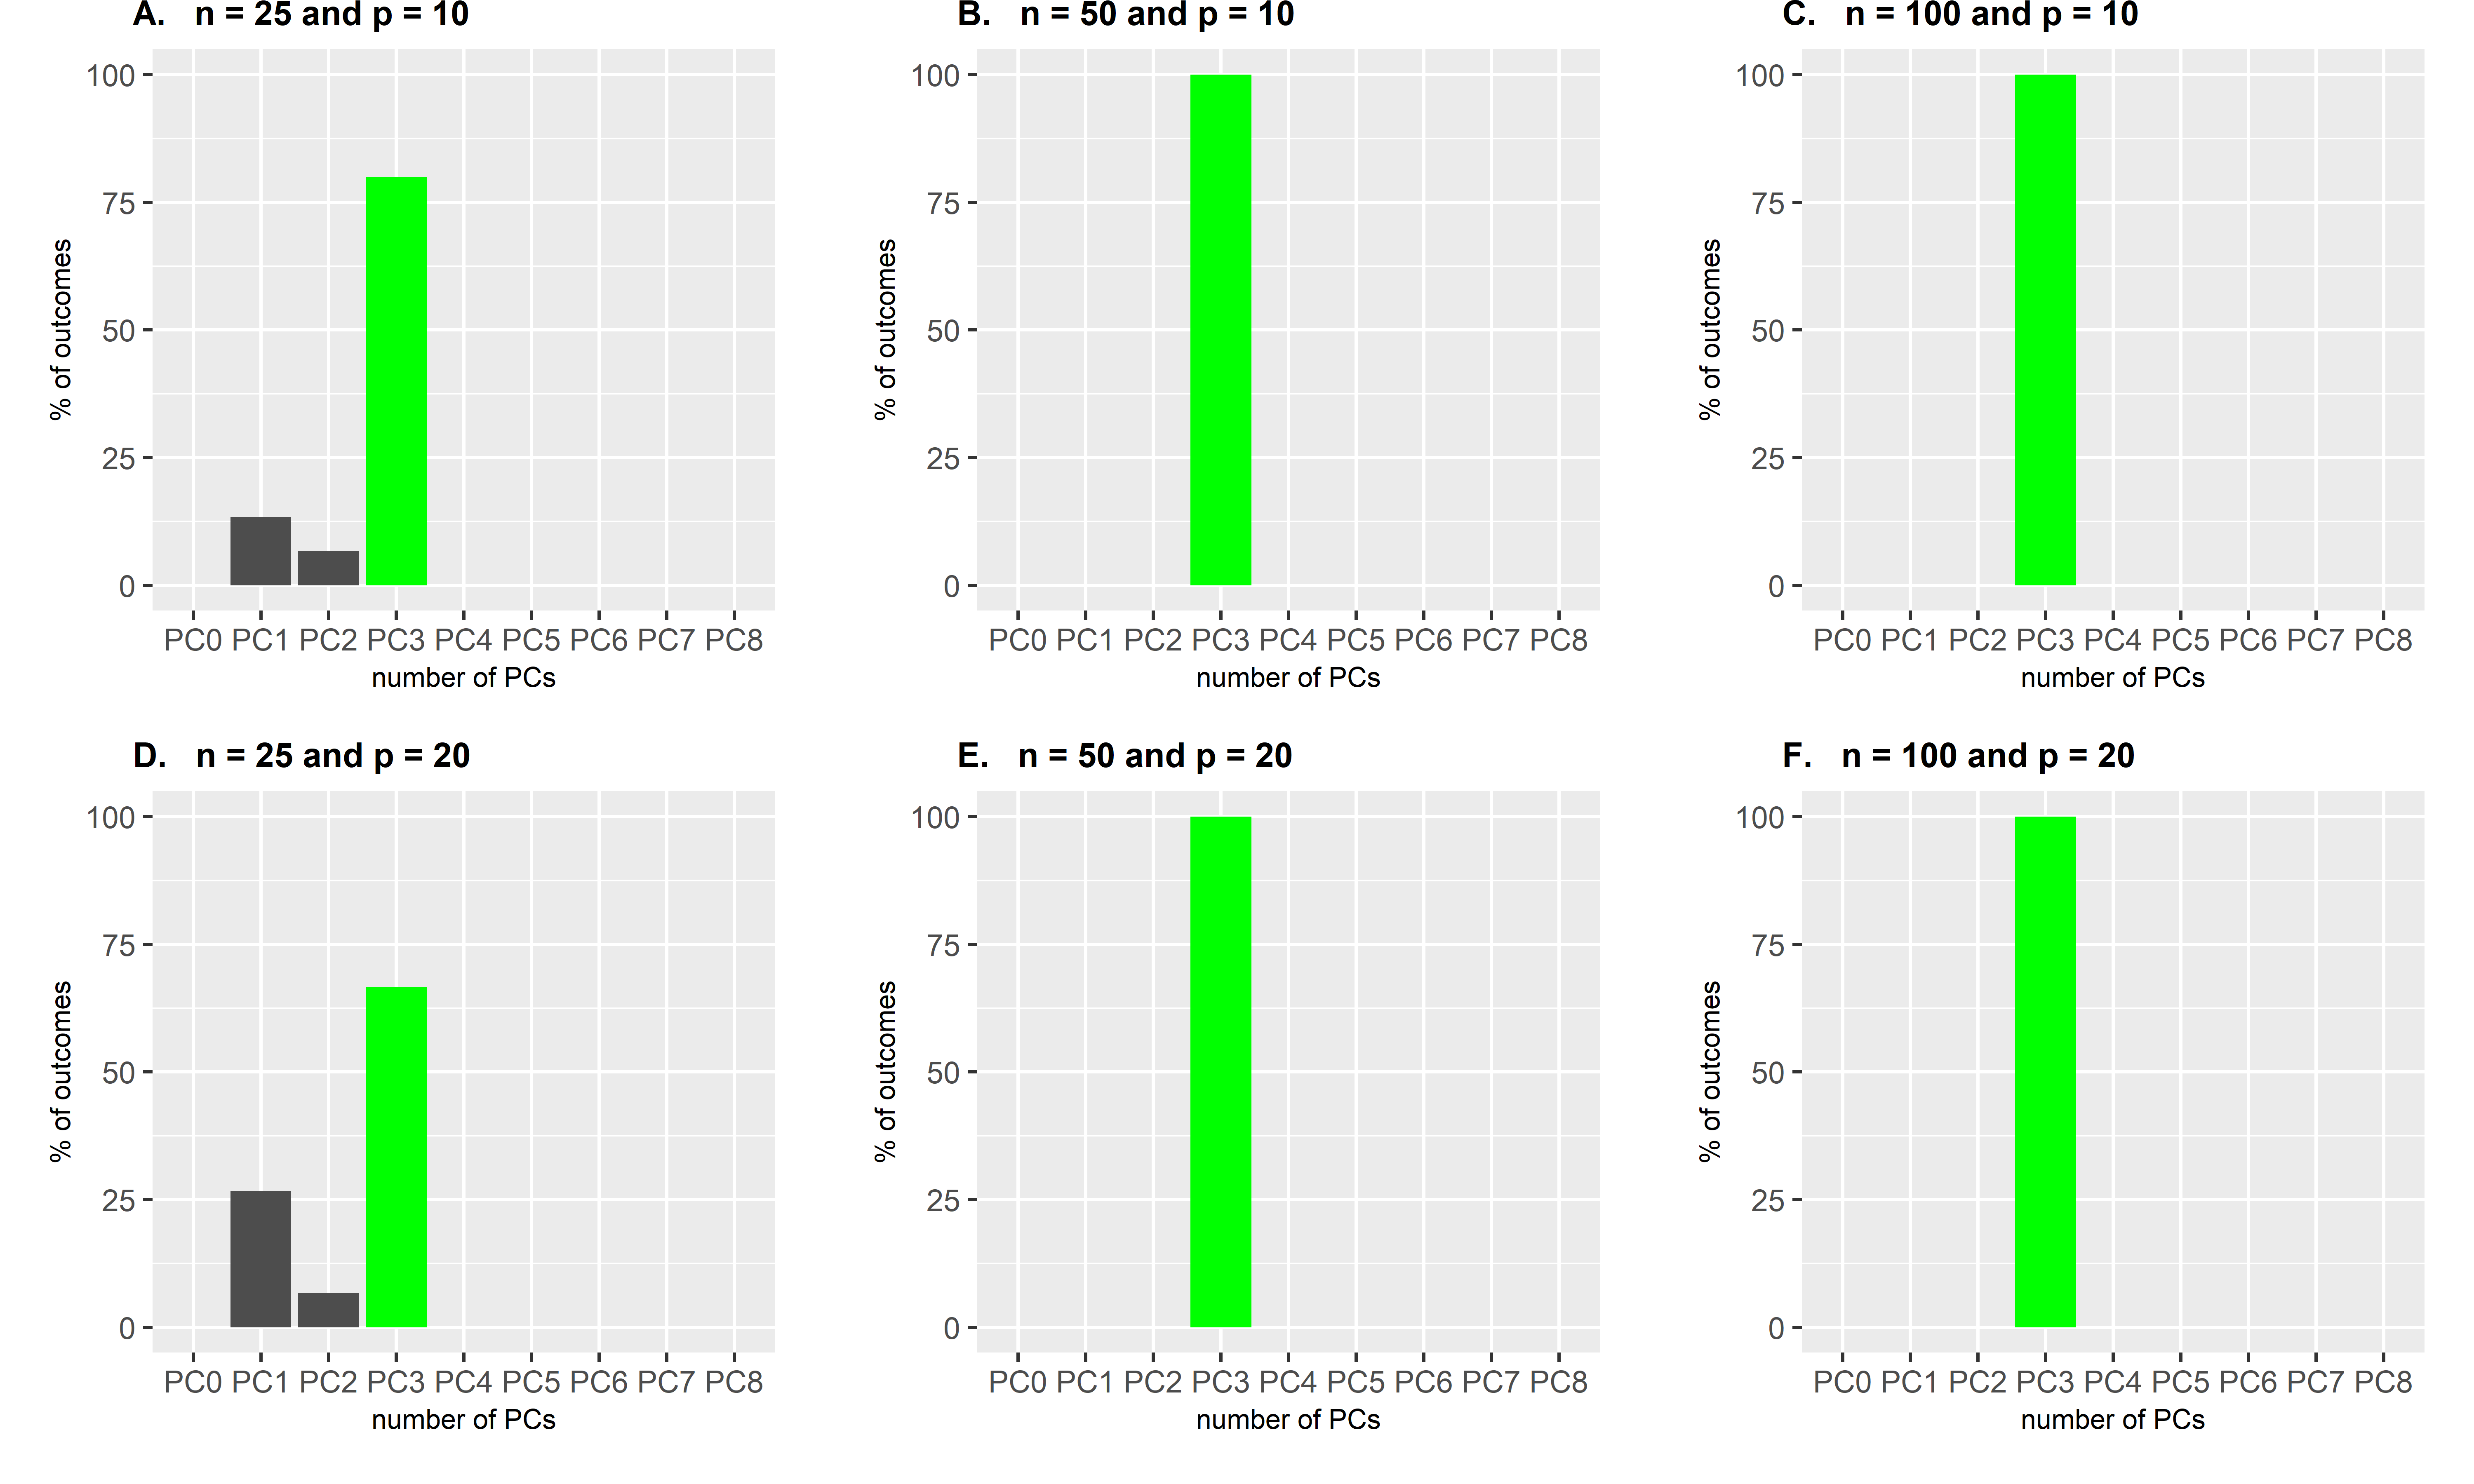 A. n = 25 and p = 10
B. n = 50 and p = 10
C. n = 100 and p = 10
100
75
50
25
0
% of outcomes
PC0 PC1 PC2 PC3 PC4 PC5 PC6 PC7 PC8
number of PCs
100
75
50
25
0
% of outcomes
PC0 PC1 PC2 PC3 PC4 PC5 PC6 PC7 PC8
number of PCs
100
75
50
25
0
% of outcomes
PC0 PC1 PC2 PC3 PC4 PC5 PC6 PC7 PC8
number of PCs
D. n = 25 and p = 20
E. n = 50 and p = 20
F. n = 100 and p = 20
100
75
50
25
0
% of outcomes
PC0 PC1 PC2 PC3 PC4 PC5 PC6 PC7 PC8
number of PCs
100
75
50
25
0
% of outcomes
PC0 PC1 PC2 PC3 PC4 PC5 PC6 PC7 PC8
number of PCs
100
75
50
25
0
% of outcomes
PC0 PC1 PC2 PC3 PC4 PC5 PC6 PC7 PC8
number of PCs